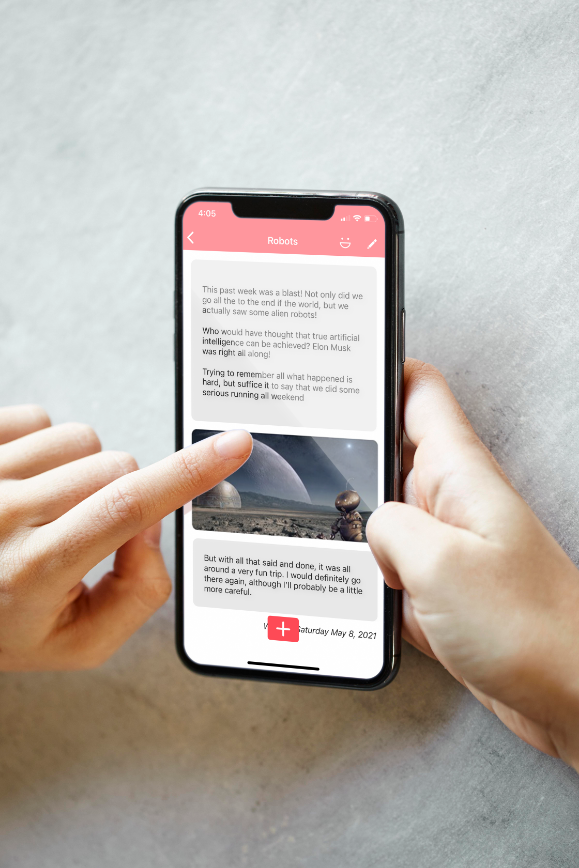 4:05
Robots
This past week was a blast! Not only did we
go all the to the end if the world, but we
actually saw some alien robots!
Who would have thought that true artificial
intelligence can be achieved? Elon Musk
was right all along!
Trying to remember all what happened is
hard, but suffice it to say that we did some
serious running all weekend
But with all that said and done, it was all
around a very fun trip. I would definitely go
there again, although I'll probably be a little
more careful.
Saturday May 8, 2021